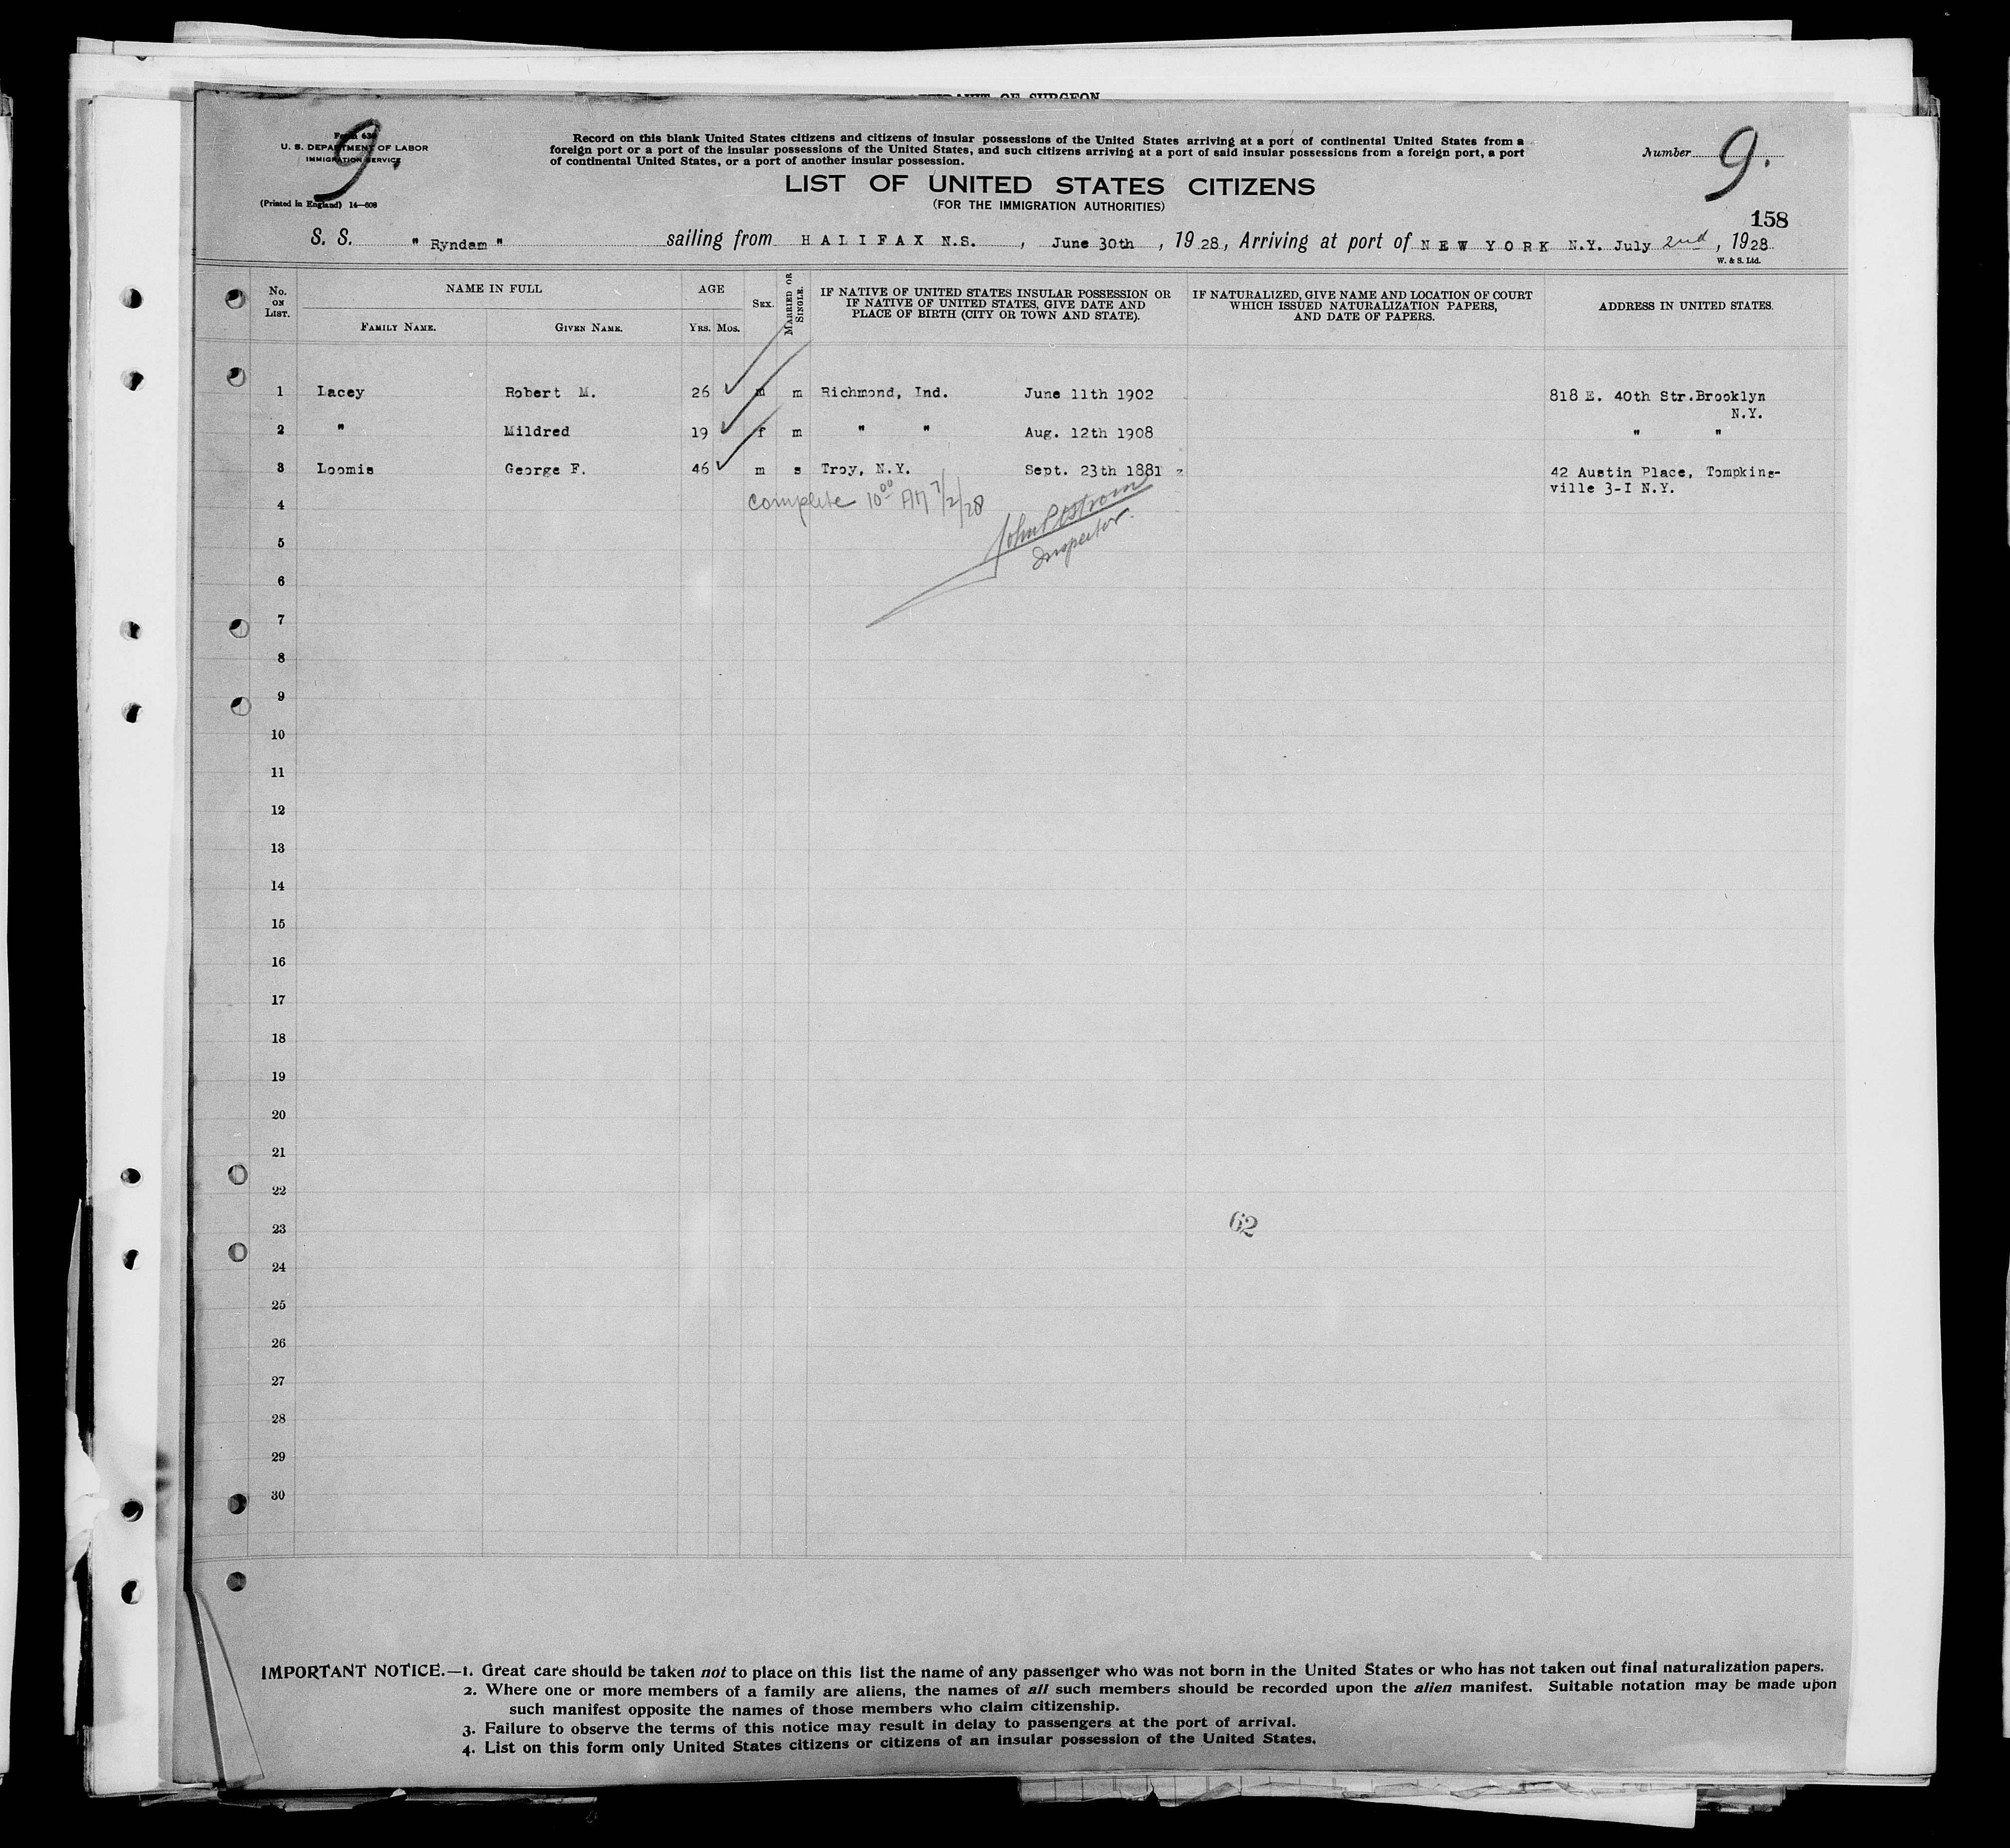 Form 630
U. S. DEPARTMENT OF LABOR
IMMIGRATION SERVICE
9.
(Printed in England) 14—608
Record on this blank United States citizens and citizens of insular possessions of the United States arriving at a port of continental United States from a
foreign port or a port of the insular possessions of the United States, and such citizens arriving at a port of said insular possessions from a foreign port, a port
of continental United States, or a port of another insular possession.
Number 9.
LIST OF UNITED STATES CITIZENS
(FOR THE IMMIGRATION AUTHORITIES)
158
S. S. " Ryndam " sailing from HALIFAX N.S. , June 30th , 1928, Arriving at port of NEW YORK N.Y. July 2nd , 1928
W. & S. Ltd.
No. ON LIST. NAME IN FULL AGE SEX. MARRIED OR SINGLE. IF NATIVE OF UNITED STATES INSULAR POSSESSION OR IF NATIVE OF UNITED STATES, GIVE DATE AND PLACE OF BIRTH (CITY OR TOWN AND STATE). IF NATURALIZED, GIVE NAME AND LOCATION OF COURT WHICH ISSUED NATURALIZATION PAPERS, AND DATE OF PAPERS. ADDRESS IN UNITED STATES.
FAMILY NAME. GIVEN NAME. YRS. MOS.
1 Lacey Robert M. 26 m m Richmond, Ind. June 11th 1902 818 E. 40th Str.Brooklyn
N.Y.
2 " Mildred 19 f m " " Aug. 12th 1908 " "
3 Loomis George F. 46 m s Troy, N.Y. Sept. 23th 1881 42 Austin Place, Tompkins-
ville 3-I N.Y.
4 complete 10 00 AM 7/2/28
John P Ostrom
Inspector.
5
6
7
8
9
10
11
12
13
14
15
16
17
18
19
20
21
22
62
23
24
25
26
27
28
29
30
IMPORTANT NOTICE.—1. Great care should be taken not to place on this list the name of any passenger who was not born in the United States or who has not taken out final naturalization papers.
2. Where one or more members of a family are aliens, the names of all such members should be recorded upon the alien manifest. Suitable notation may be made upon
such manifest opposite the names of those members who claim citizenship.
3. Failure to observe the terms of this notice may result in delay to passengers at the port of arrival.
4. List on this form only United States citizens or citizens of an insular possession of the United States.